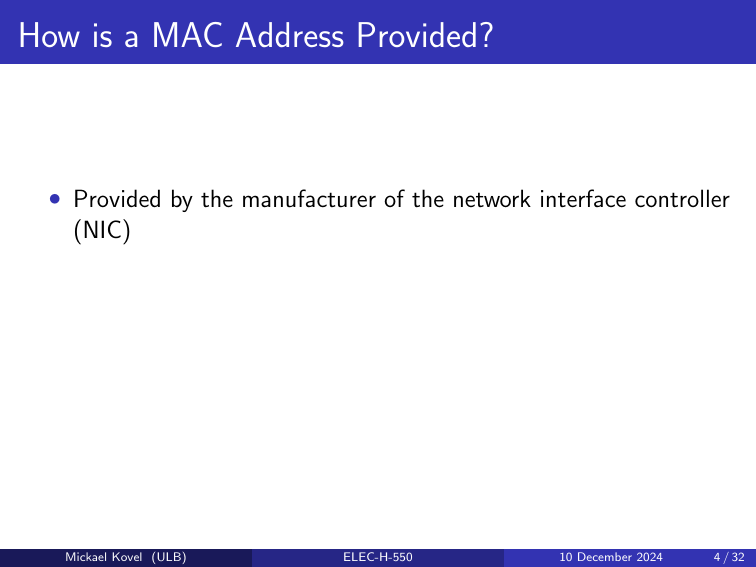 How is a MAC Address Provided?
• Provided by the manufacturer of the network interface controller
(NIC)
Mickael Kovel (ULB) ELEC-H-550 10 December 2024 4 / 32